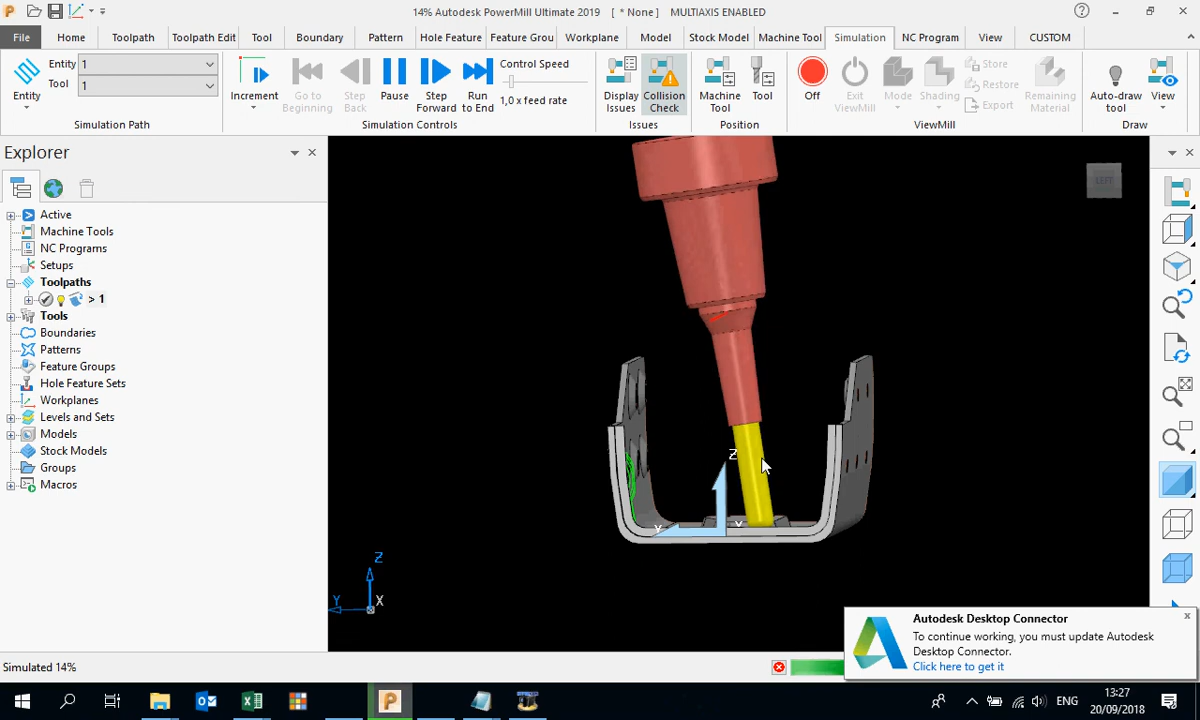 14% Autodesk PowerMill Ultimate 2019 [ * None ] MULTIAXIS ENABLED
File Home Toolpath Toolpath Edit Tool Boundary Pattern Hole Feature Feature Grou Workplane Model Stock Model Machine Tool Simulation NC Program View CUSTOM
Entity 1
Tool 1
Entity
Simulation Path
Increment
Go to Beginning
Step Back
Pause
Step Forward
Run to End
Control Speed
1,0 x feed rate
Simulation Controls
Display Issues
Collision Check
Issues
Machine Tool
Tool
Position
Off
Exit ViewMill
Mode
Shading
Store
Restore
Export
Remaining Material
ViewMill
Auto-draw tool
View
Draw
Explorer
Active
Machine Tools
NC Programs
Setups
Toolpaths
> 1
Tools
Boundaries
Patterns
Feature Groups
Hole Feature Sets
Workplanes
Levels and Sets
Models
Stock Models
Groups
Macros
LEFT
Z
Y
Z
Y
X
Autodesk Desktop Connector
To continue working, you must update Autodesk
Desktop Connector.
Click here to get it
Simulated 14%
ENG
13:27
20/09/2018